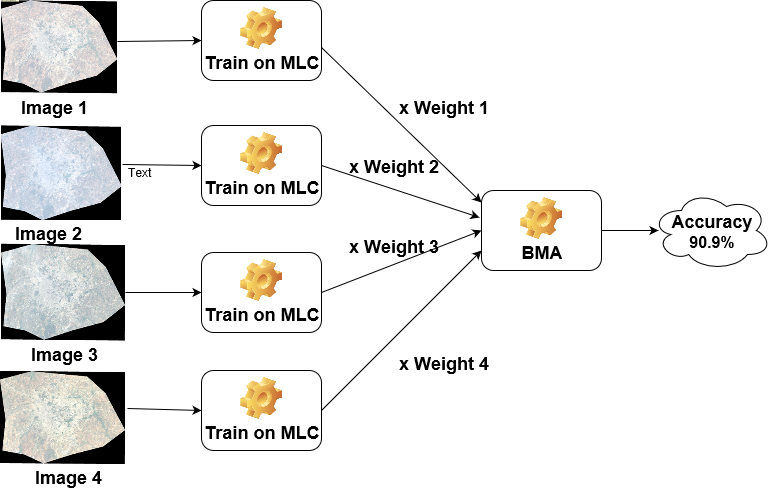 Train on MLC
Image 1
x Weight 1
Train on MLC
Text
x Weight 2
Image 2
Accuracy
90.9%
x Weight 3
BMA
Train on MLC
Image 3
x Weight 4
Train on MLC
Image 4